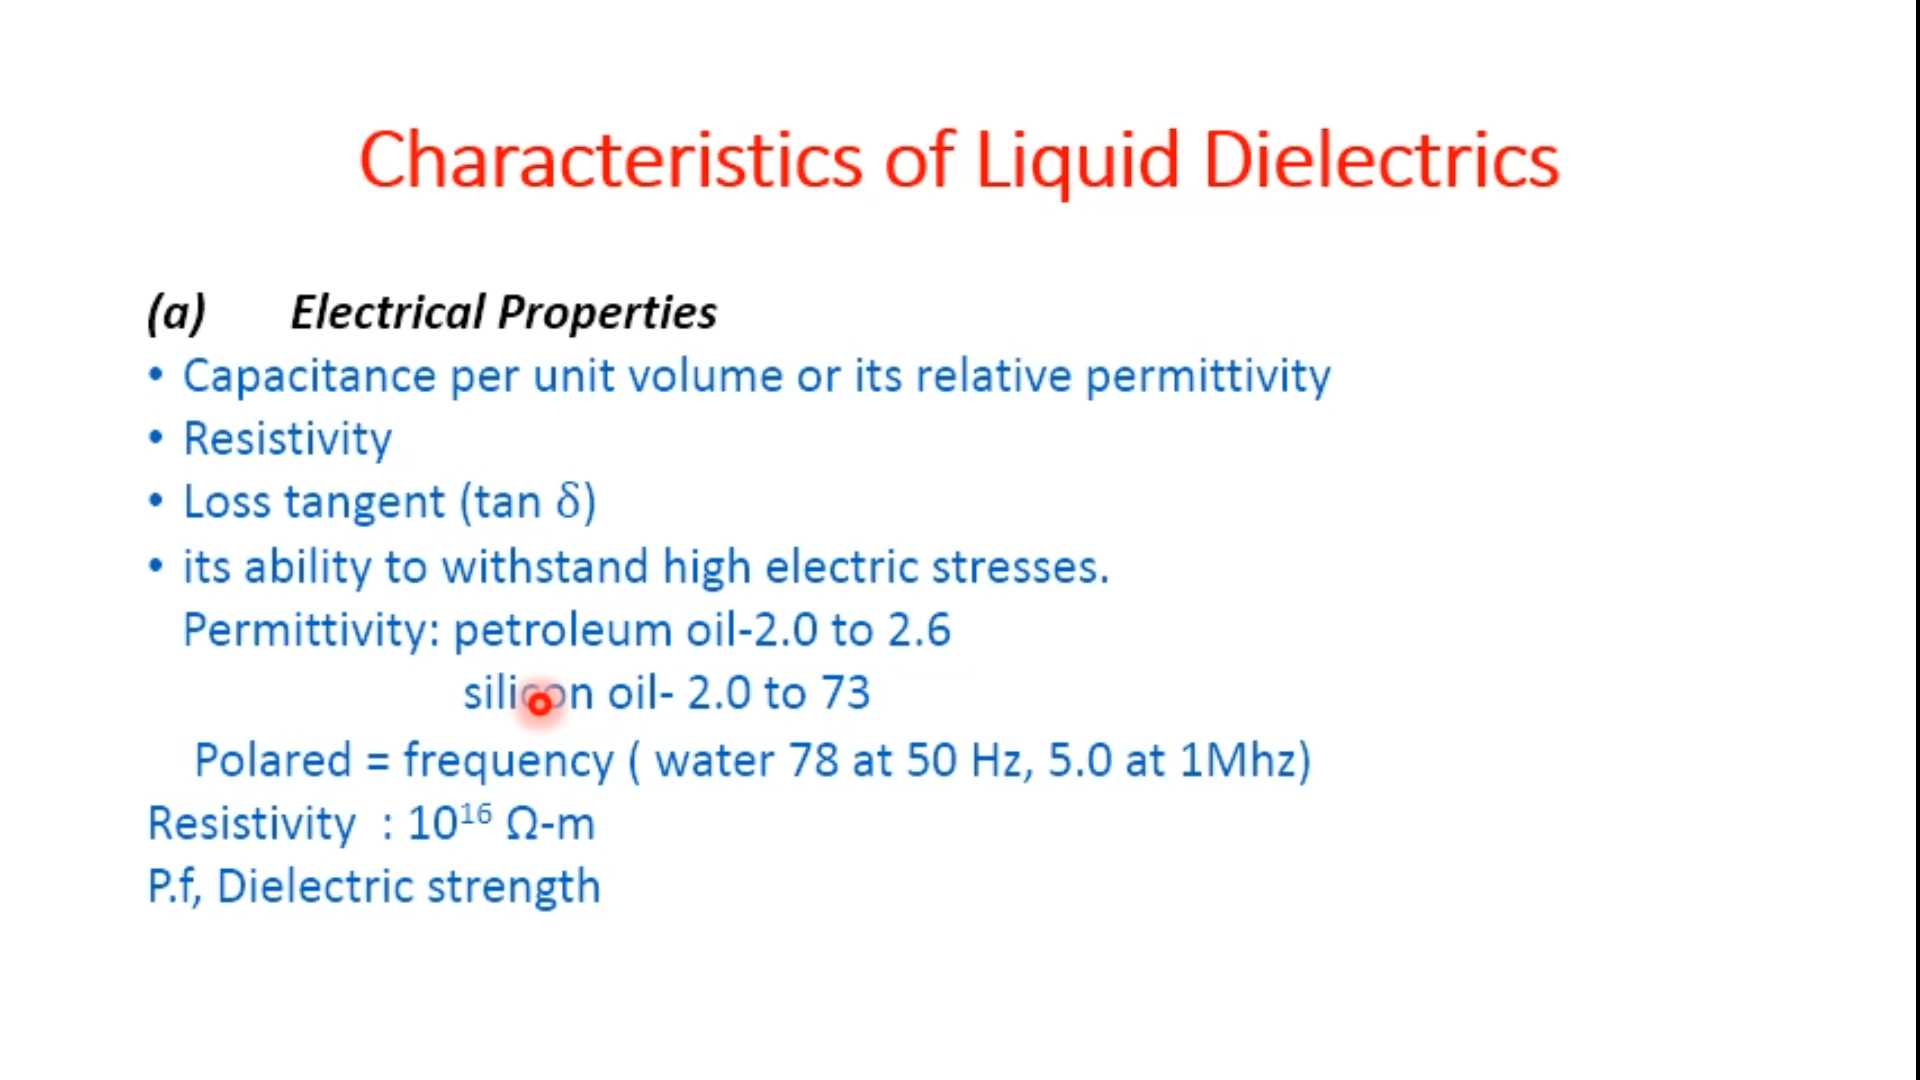 Characteristics of Liquid Dielectrics
(a) Electrical Properties
• Capacitance per unit volume or its relative permittivity
• Resistivity
• Loss tangent (tan δ)
• its ability to withstand high electric stresses.
Permittivity: petroleum oil-2.0 to 2.6
silicon oil- 2.0 to 73
Polared = frequency ( water 78 at 50 Hz, 5.0 at 1Mhz)
Resistivity : 10¹⁶ Ω-m
P.f, Dielectric strength